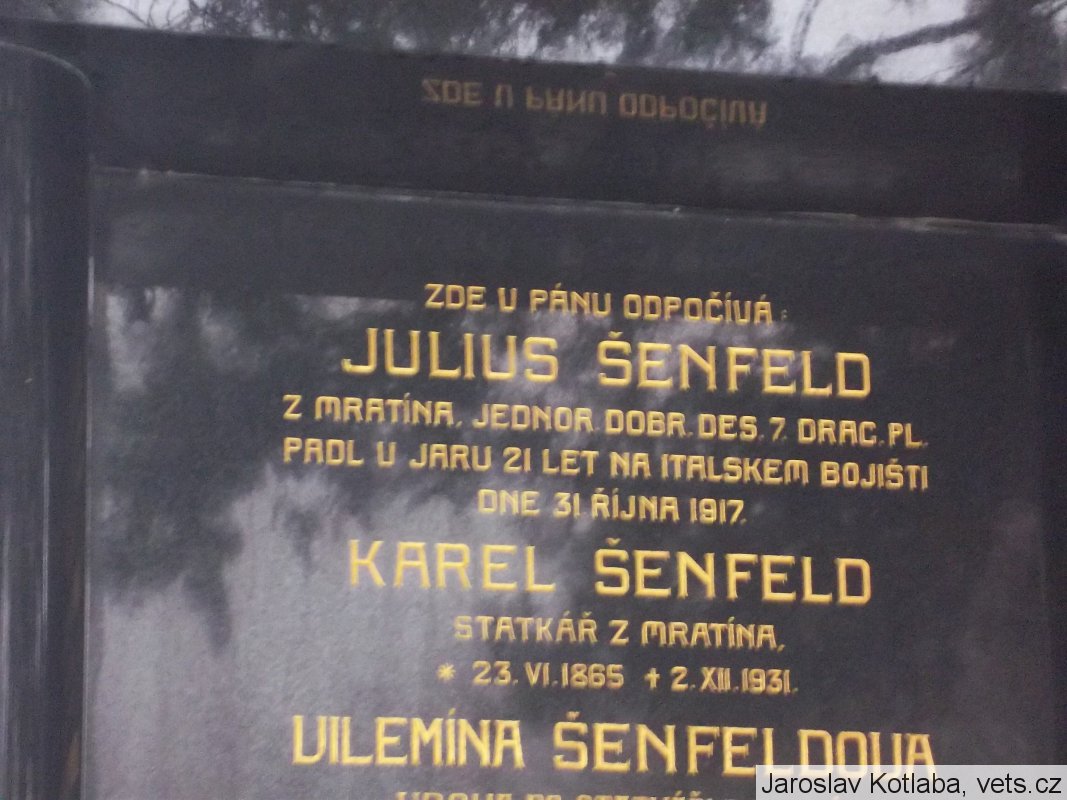 ZDE V PÁNU ODPOČÍVÁ
ZDE V PÁNU ODPOČÍVÁ:
JULIUS ŠENFELD
Z MRATÍNA, JEDNOR. DOBR. DES. 7. DRAG. PL.
PADL V JARU 21 LET NA ITALSKEM BOJIŠTI
DNE 31 ŘÍJNA 1917.
KAREL ŠENFELD
STATKÁŘ Z MRATÍNA,
* 23. VI. 1865 ✝ 2. XII. 1931.
VILEMÍNA ŠENFELDOVA
Jaroslav Kotlaba, vets.cz